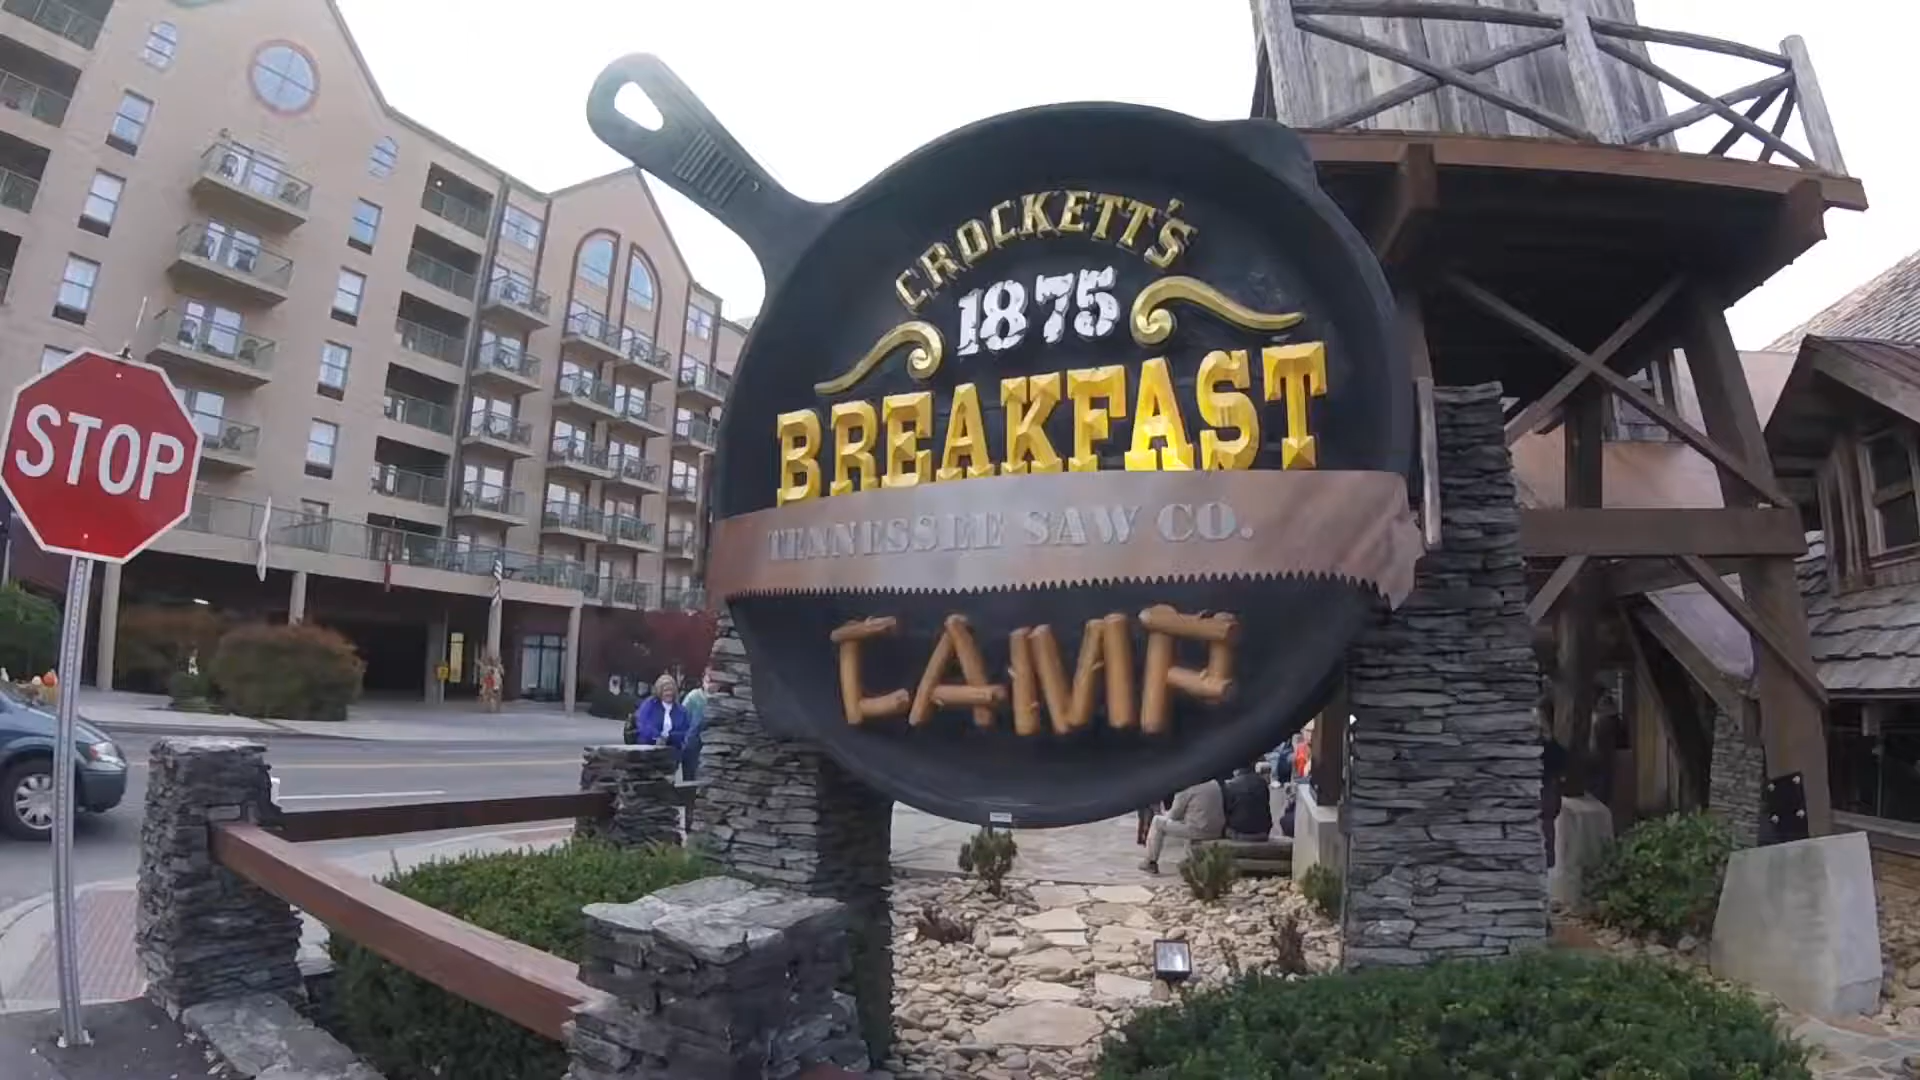 STOP
CROCKETT'S
1875
BREAKFAST
TENNESSEE SAW CO.
CAMP